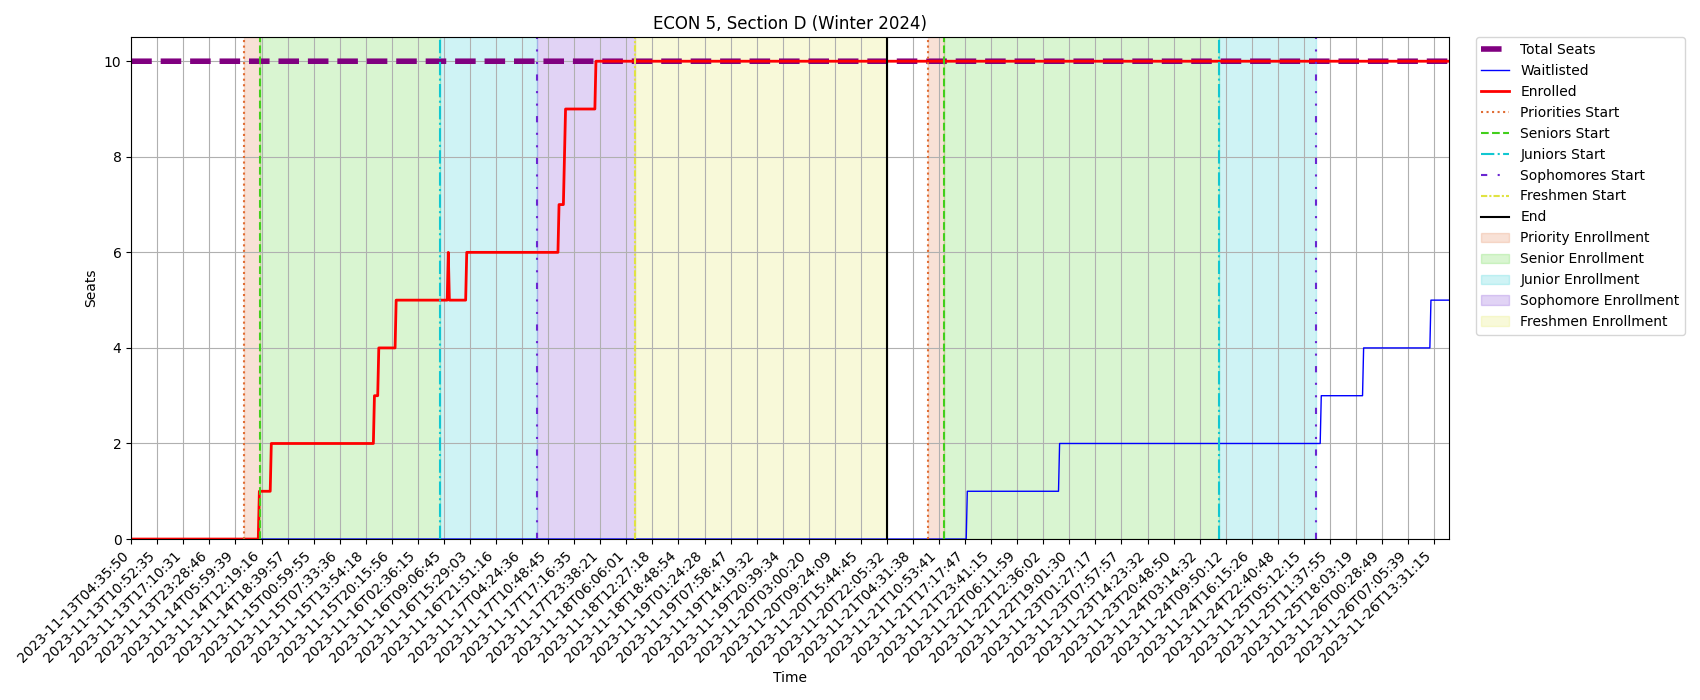 ECON 5, Section D (Winter 2024)
10
8
6
4
2
0
Seats
2023-11-13T04:35:50
2023-11-13T10:52:35
2023-11-13T17:10:31
2023-11-13T23:28:46
2023-11-14T05:59:39
2023-11-14T12:19:16
2023-11-14T18:39:57
2023-11-15T00:59:55
2023-11-15T07:33:36
2023-11-15T13:54:18
2023-11-15T20:15:56
2023-11-16T02:36:15
2023-11-16T09:06:45
2023-11-16T15:29:03
2023-11-16T21:51:16
2023-11-17T04:24:36
2023-11-17T10:48:45
2023-11-17T17:16:35
2023-11-17T23:38:21
2023-11-18T06:06:01
2023-11-18T12:27:18
2023-11-18T18:48:54
2023-11-19T01:24:28
2023-11-19T07:58:47
2023-11-19T14:19:32
2023-11-19T20:39:34
2023-11-20T03:00:20
2023-11-20T09:24:09
2023-11-20T15:44:45
2023-11-20T22:05:32
2023-11-21T04:31:38
2023-11-21T10:53:41
2023-11-21T17:17:47
2023-11-21T23:41:15
2023-11-22T06:11:59
2023-11-22T12:36:02
2023-11-22T19:01:30
2023-11-23T01:27:17
2023-11-23T07:57:57
2023-11-23T14:23:32
2023-11-23T20:48:50
2023-11-24T03:14:32
2023-11-24T09:50:12
2023-11-24T16:15:26
2023-11-24T22:40:48
2023-11-25T05:12:15
2023-11-25T11:37:55
2023-11-25T18:03:19
2023-11-26T00:28:49
2023-11-26T07:05:39
2023-11-26T13:31:15
Time
Total Seats
Waitlisted
Enrolled
Priorities Start
Seniors Start
Juniors Start
Sophomores Start
Freshmen Start
End
Priority Enrollment
Senior Enrollment
Junior Enrollment
Sophomore Enrollment
Freshmen Enrollment